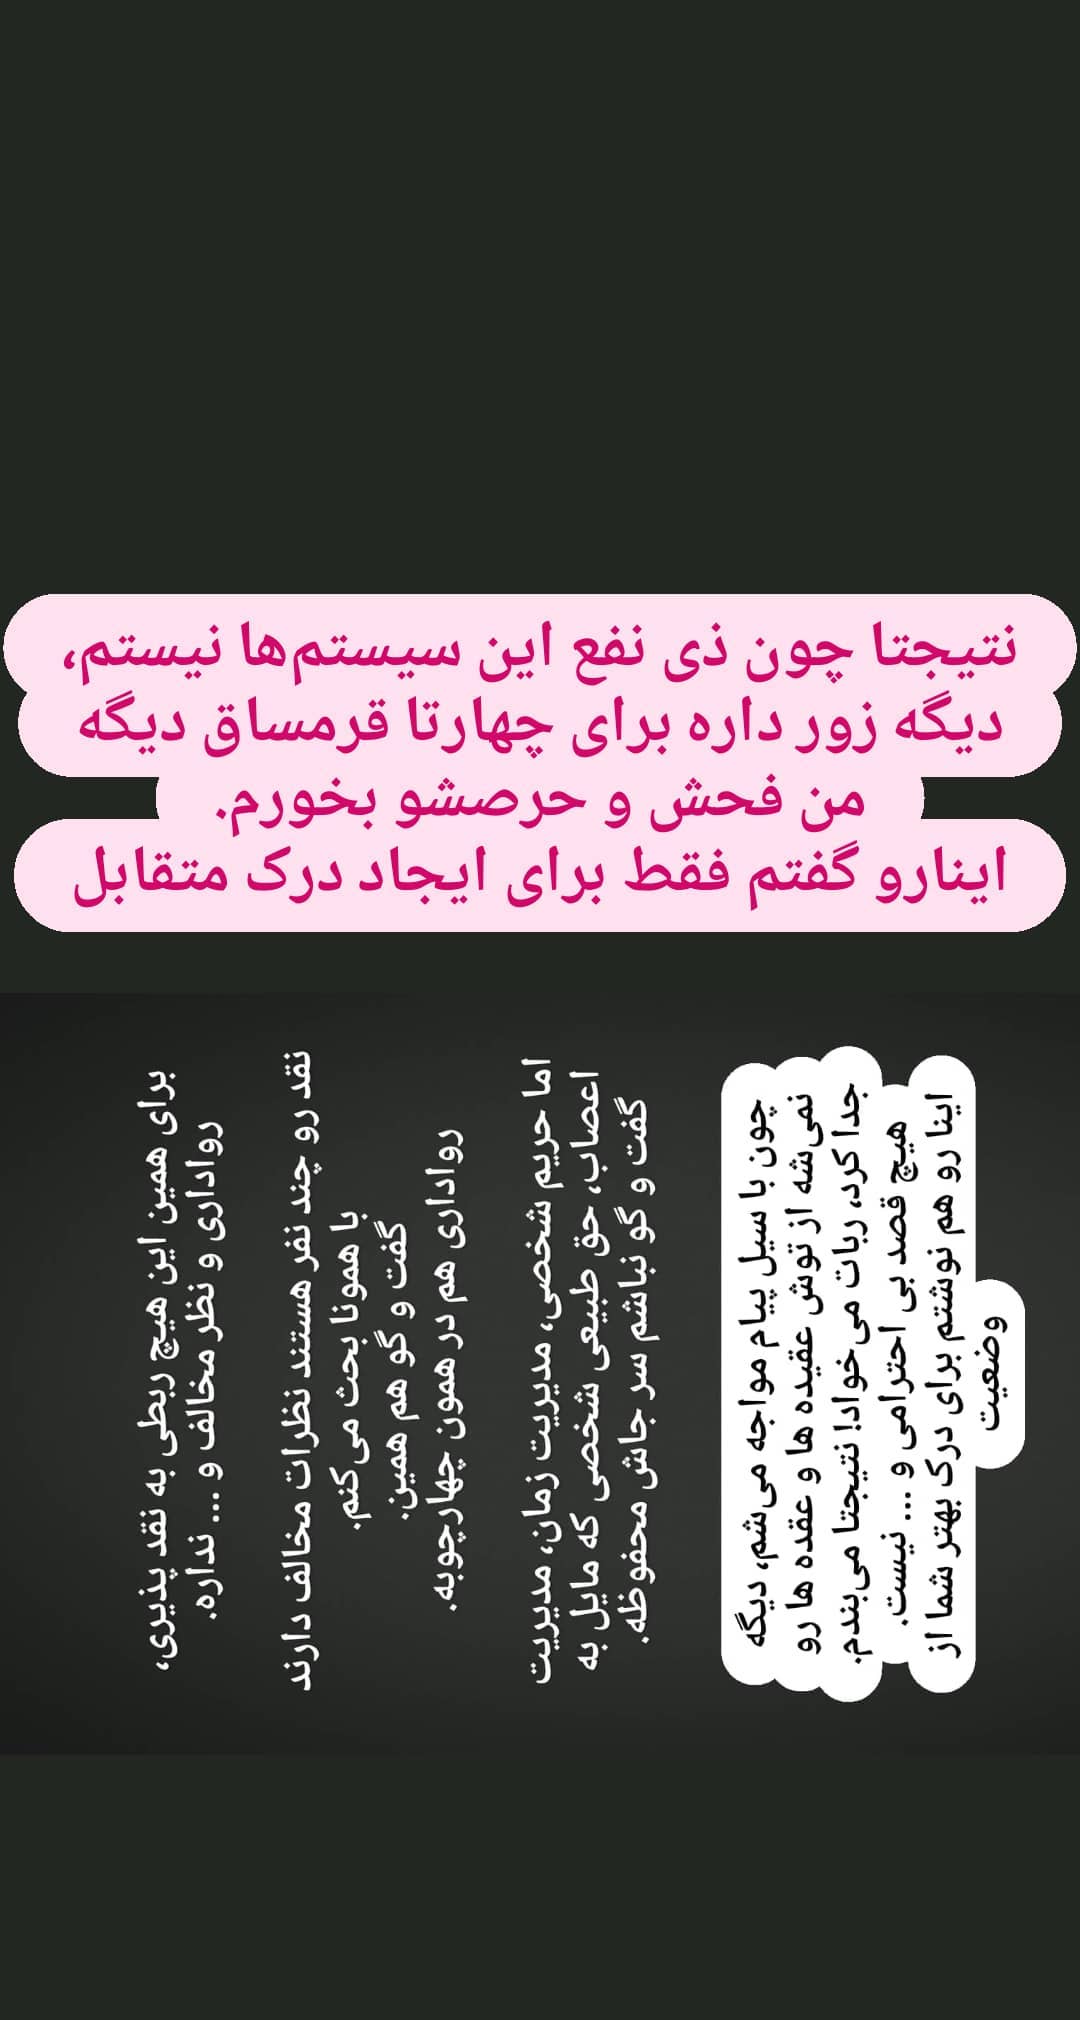 نتیجتا چون ذی نفع این سیستم‌ها نیستم،
دیگه زور داره برای چهارتا قرمساق دیگه
من فحش و حرصشو بخورم.
اینارو گفتم فقط برای ایجاد درک متقابل
برای همین این هیچ ربطی به نقد پذیری،
رواداری و نظر مخالف و ... نداره.
نقد رو چند نفر هستند نظرات مخالف دارند
با همونا بحث می‌کنم.
گفت و گو هم همین.
رواداری هم در همون چهارچوبه.
اما حریم شخصی، مدیریت زمان، مدیریت
اعصاب، حق طبیعی شخصی که مایل به
گفت و گو نباشم سر جاش محفوظه.
چون با سیل پیام مواجه می‌شم، دیگه
نمی‌شه از توش عقیده ها و عقده ها رو
جدا کرد، ربات می‌خواد! نتیجتا می‌بندم.
هیچ قصد بی احترامی و ... نیست.
اینا رو هم نوشتم برای درک بهتر شما از
وضعیت